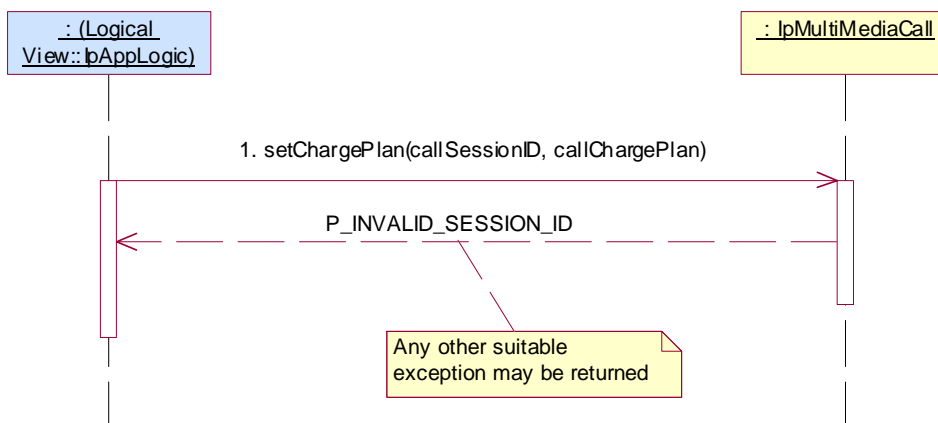 : (Logical
View::IpAppLogic)
: IpMultiMediaCall
1. setChargePlan(callSessionID, callChargePlan)
P_INVALID_SESSION_ID
Any other suitable
exception may be returned